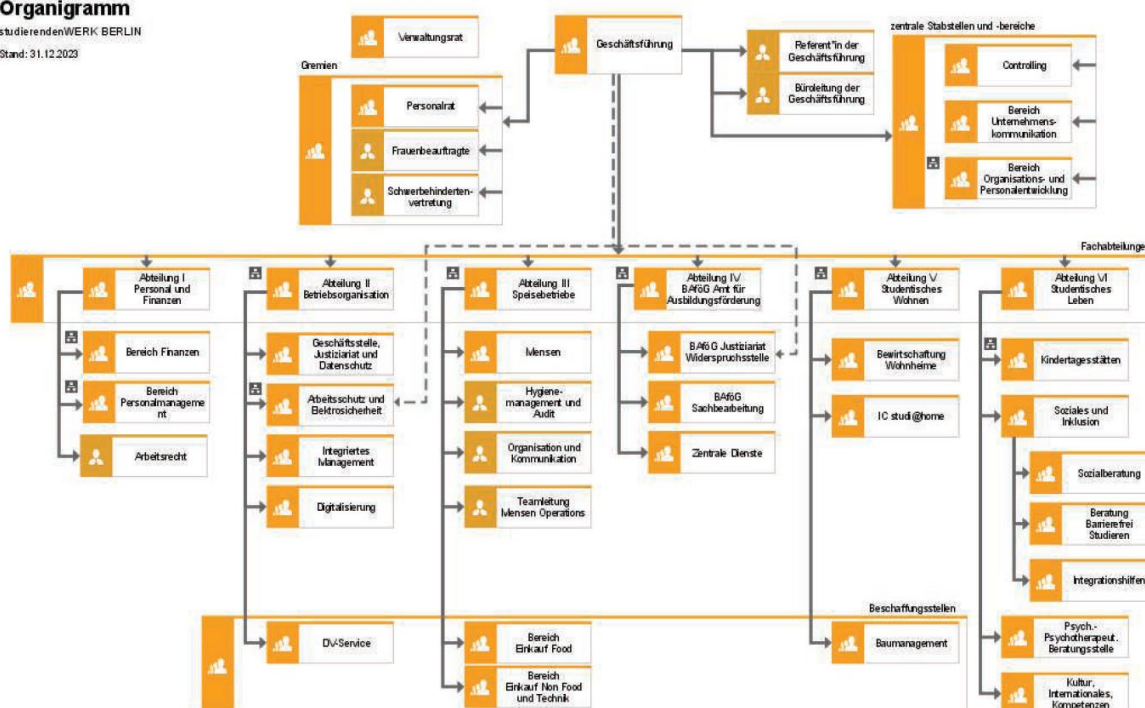 Organigramm
studierendenWERK BERLIN
Stand: 31.12.2023
Verwaltungsrat
Geschäftsführung
Referent*in der
Geschäftsführung
Büroleitung der
Geschäftsführung
zentrale Stabstellen und -bereiche
Controlling
Bereich
Unternehmens-
kommunikation
Bereich
Organisations- und
Personalentwicklung
Gremien
Personalrat
Frauenbeauftragte
Schwerbehinderten-
vertretung
Fachabteilunge
Abteilung I
Personal und
Finanzen
Bereich Finanzen
Bereich
Personalmanageme
nt
Arbeitsrecht
Abteilung II
Betriebsorganisation
Geschäftsstelle,
Justiziariat und
Datenschutz
Arbeitsschutz und
Elektrosicherheit
Integriertes
Management
Digitalisierung
Abteilung III
Speisebetriebe
Mensen
Hygiene-
management und
Audit
Organisation und
Kommunikation
Teamleitung
Mensen Operations
Abteilung IV
BAföG Amt für
Ausbildungsförderung
BAföG Justiziariat
Widerspruchsstelle
BAföG
Sachbearbeitung
Zentrale Dienste
Abteilung V
Studentisches
Wohnen
Bewirtschaftung
Wohnheime
IC studi@home
Abteilung VI
Studentisches
Leben
Kindertagesstätten
Soziales und
Inklusion
Sozialberatung
Beratung
Barrierefrei
Studieren
Integrationshilfen
Psych.-
Psychotherapeut.
Beratungsstelle
Kultur,
Internationales,
Kompetenzen
Beschaffungsstellen
DV-Service
Bereich
Einkauf Food
Bereich
Einkauf Non Food
und Technik
Baumanagement